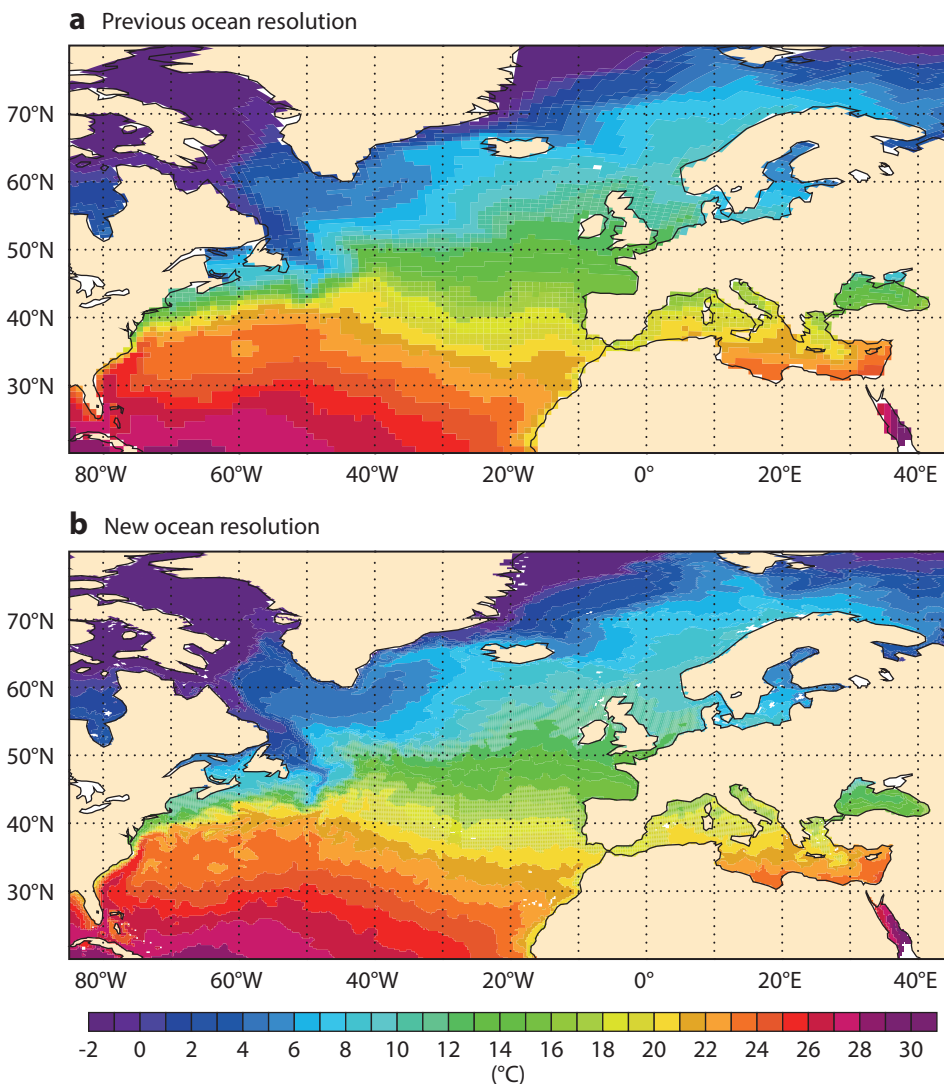 a Previous ocean resolution
70°N
60°N
50°N
40°N
30°N
80°W 60°W 40°W 20°W 0° 20°E 40°E
b New ocean resolution
70°N
60°N
50°N
40°N
30°N
80°W 60°W 40°W 20°W 0° 20°E 40°E
-2 0 2 4 6 8 10 12 14 16 18 20 22 24 26 28 30
(°C)